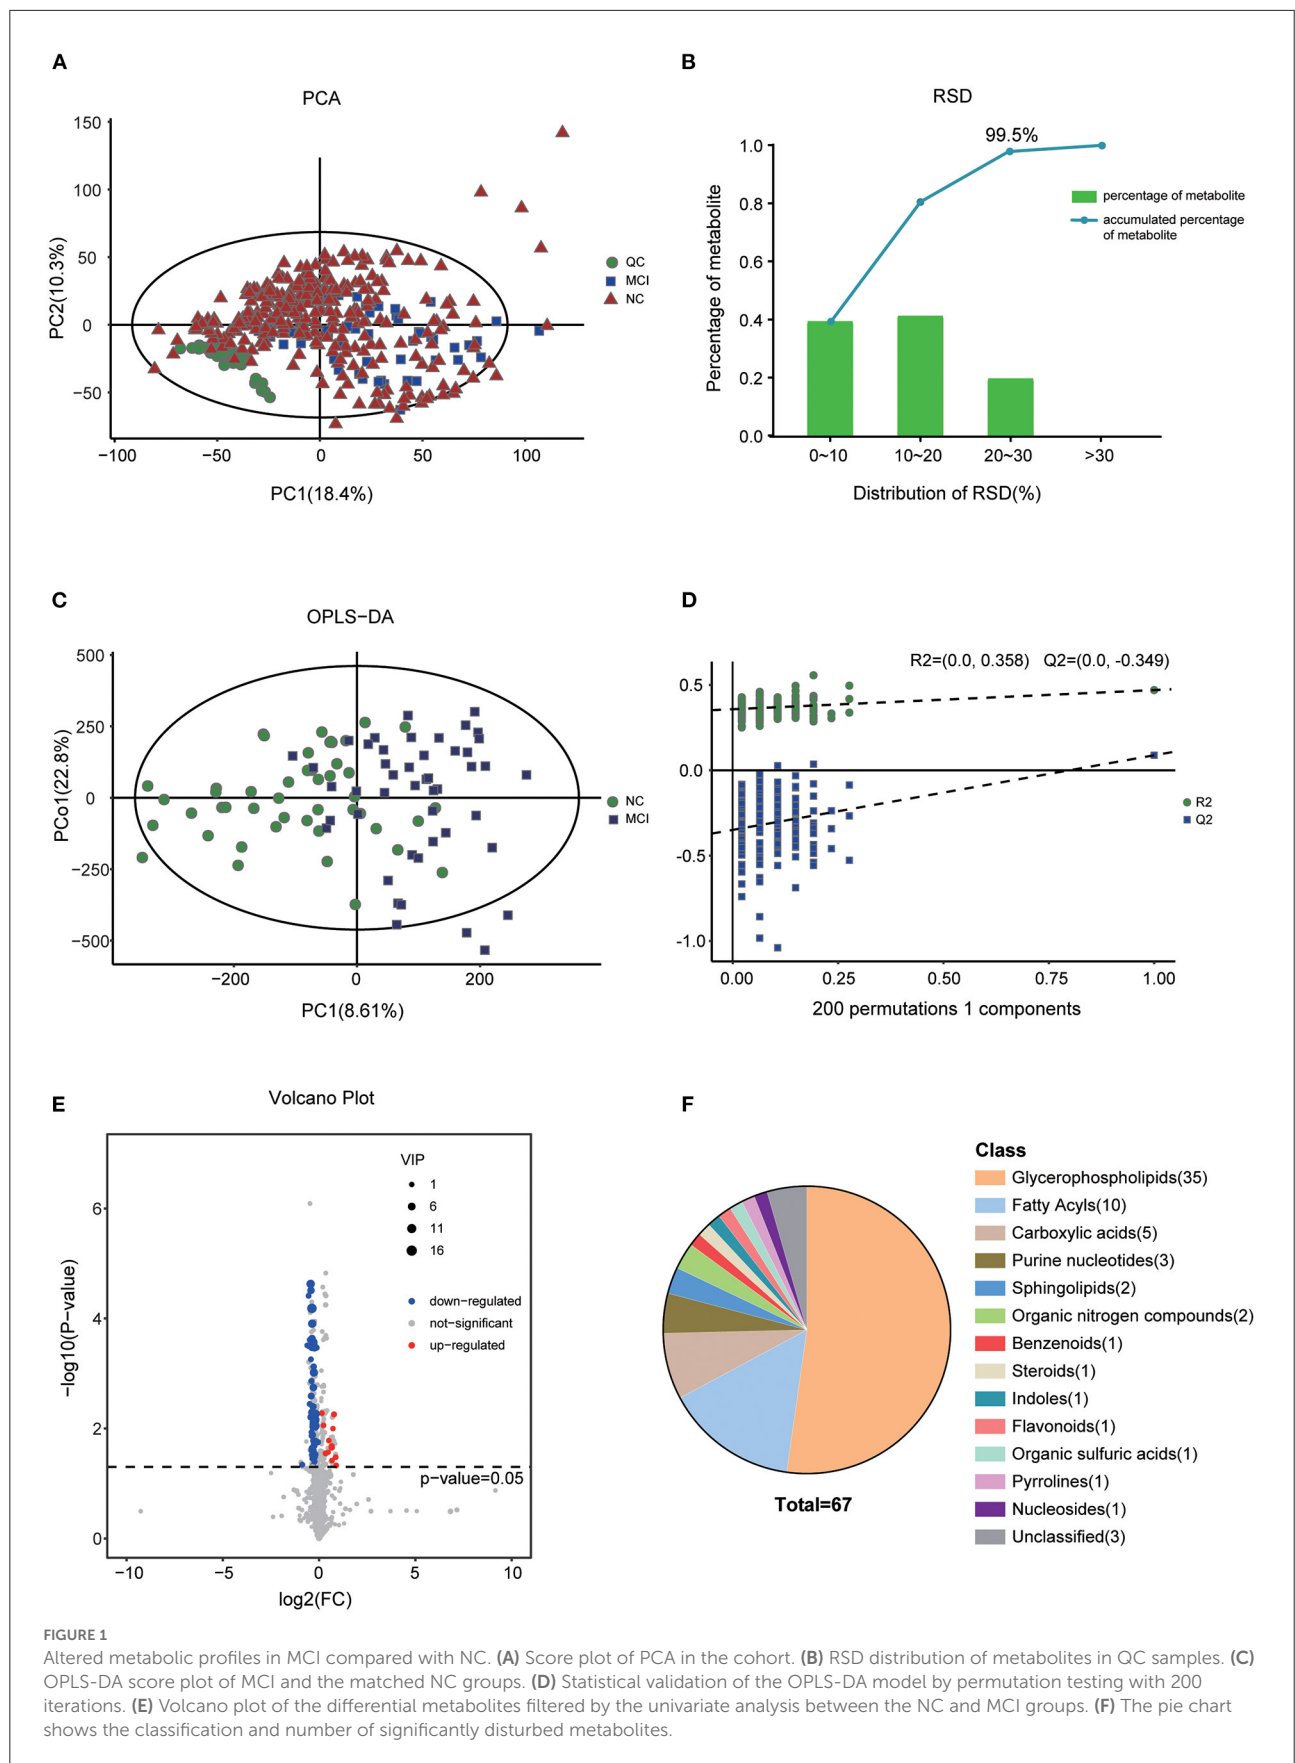 A
PCA
PC2(10.3%)
150
100
50
0
−50
−100
−50
0
50
100
PC1(18.4%)
QC
MCI
NC
B
RSD
99.5%
Percentage of metabolite
1.0
0.8
0.6
0.4
0.2
0.0
0~10
10~20
20~30
>30
Distribution of RSD(%)
percentage of metabolite
accumulated percentage
of metabolite
C
OPLS−DA
PCo1(22.8%)
500
250
0
−250
−500
−200
0
200
PC1(8.61%)
NC
MCI
D
R2=(0.0, 0.358) Q2=(0.0, -0.349)
0.5
0.0
-0.5
-1.0
0.00
0.25
0.50
0.75
1.00
200 permutations 1 components
R2
Q2
E
Volcano Plot
−log10(P−value)
6
4
2
0
VIP
1
6
11
16
down−regulated
not−significant
up−regulated
p−value=0.05
−10
−5
0
5
10
log2(FC)
F
Total=67
Class
Glycerophospholipids(35)
Fatty Acyls(10)
Carboxylic acids(5)
Purine nucleotides(3)
Sphingolipids(2)
Organic nitrogen compounds(2)
Benzenoids(1)
Steroids(1)
Indoles(1)
Flavonoids(1)
Organic sulfuric acids(1)
Pyrrolines(1)
Nucleosides(1)
Unclassified(3)
FIGURE 1
Altered metabolic profiles in MCI compared with NC. (A) Score plot of PCA in the cohort. (B) RSD distribution of metabolites in QC samples. (C)
OPLS-DA score plot of MCI and the matched NC groups. (D) Statistical validation of the OPLS-DA model by permutation testing with 200
iterations. (E) Volcano plot of the differential metabolites filtered by the univariate analysis between the NC and MCI groups. (F) The pie chart
shows the classification and number of significantly disturbed metabolites.